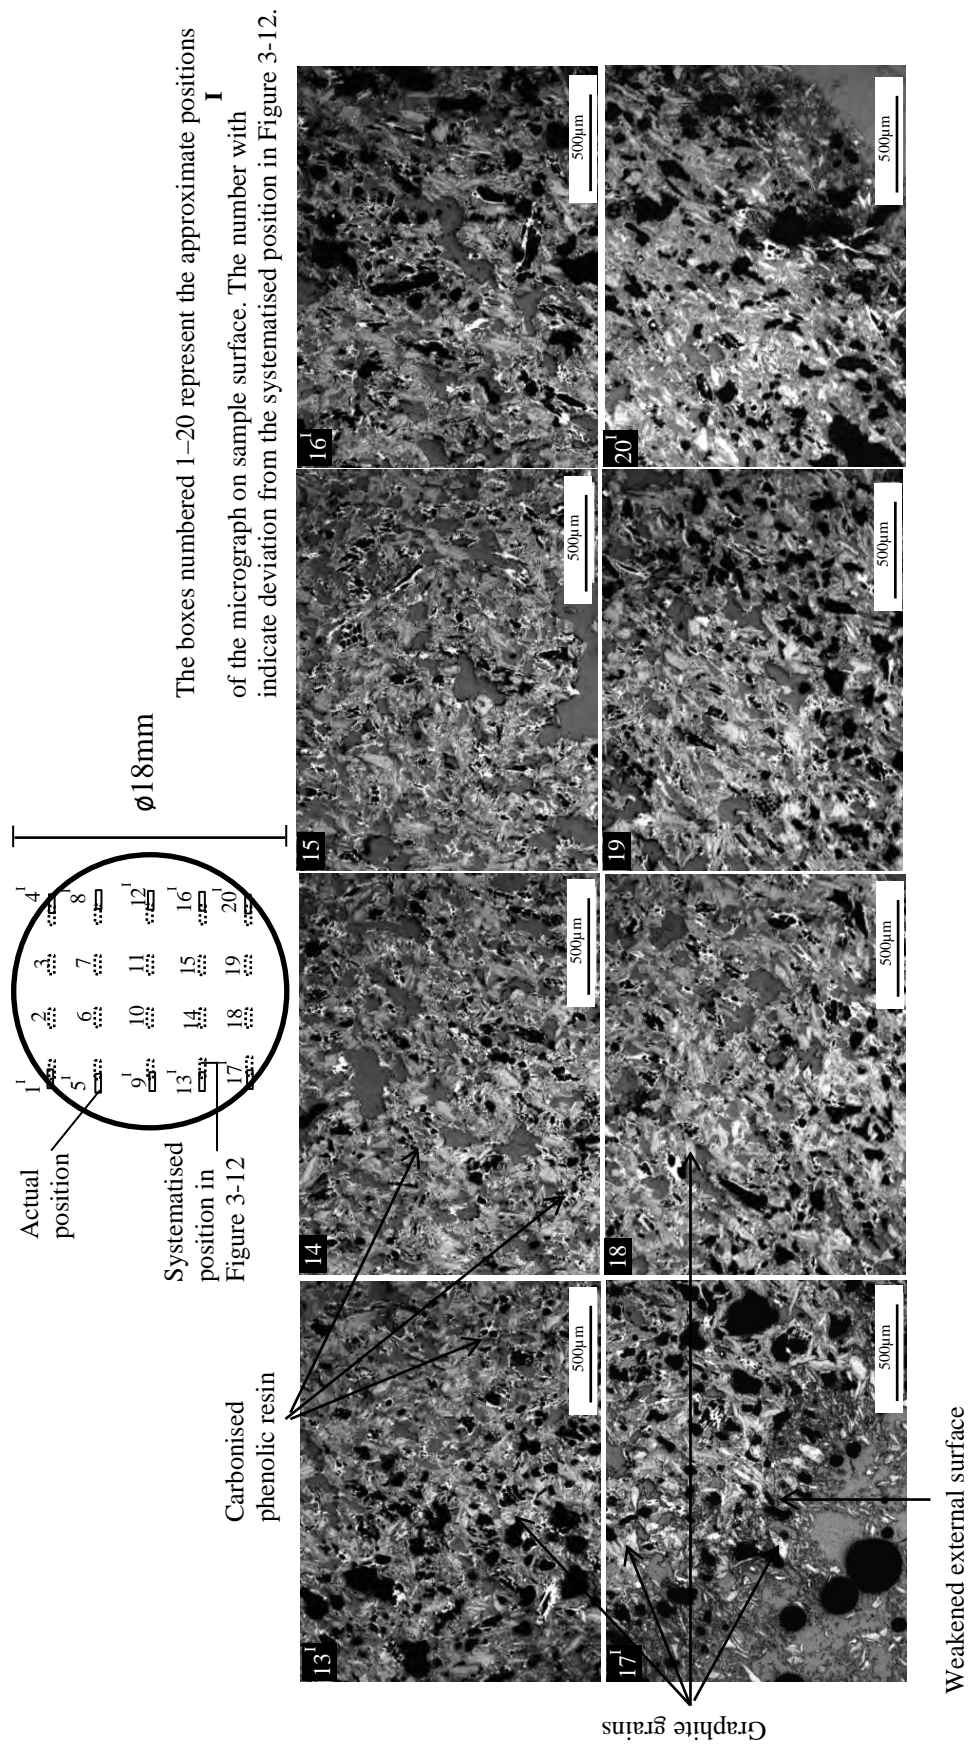 Actual
position
Systematised
position in
Figure 3-12
1 I
2
3
4 I
5 I
6
7
8 I
9 I
10
11
12 I
13 I
14
15
16 I
17 I
18
19
20 I
ø18mm
The boxes numbered 1–20 represent the approximate positions
of the micrograph on sample surface. The number with I
indicate deviation from the systematised position in Figure 3-12.
Carbonised
phenolic resin
13 I
500µm
14
500µm
15
500µm
16 I
500µm
17 I
500µm
18
500µm
19
500µm
20 I
500µm
Graphite grains
Weakened external surface